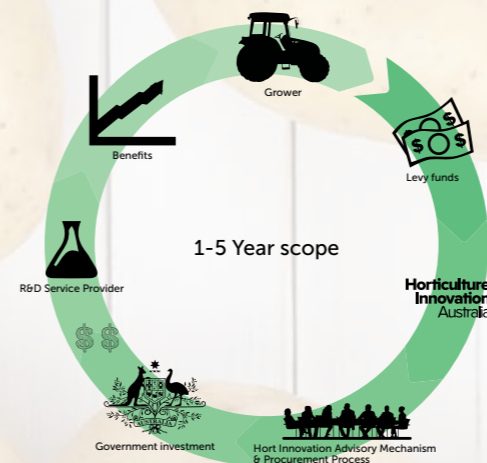 Grower
Levy funds
Benefits
1-5 Year scope
R&D Service Provider
Horticulture
Innovation
Australia
$ $
Government investment
Hort Innovation Advisory Mechanism
& Procurement Process